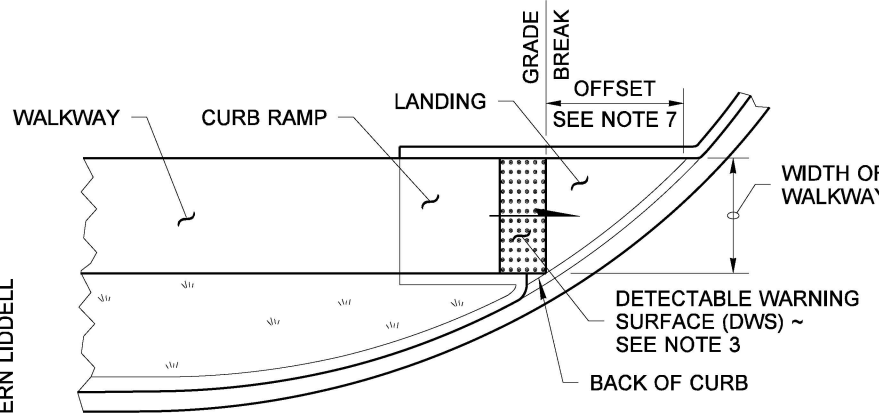 GRADE
BREAK
OFFSET
SEE NOTE 7
LANDING
CURB RAMP
WALKWAY
WIDTH OF
WALKWAY
DETECTABLE WARNING
SURFACE (DWS) ~
SEE NOTE 3
BACK OF CURB
ERN LIDDELL